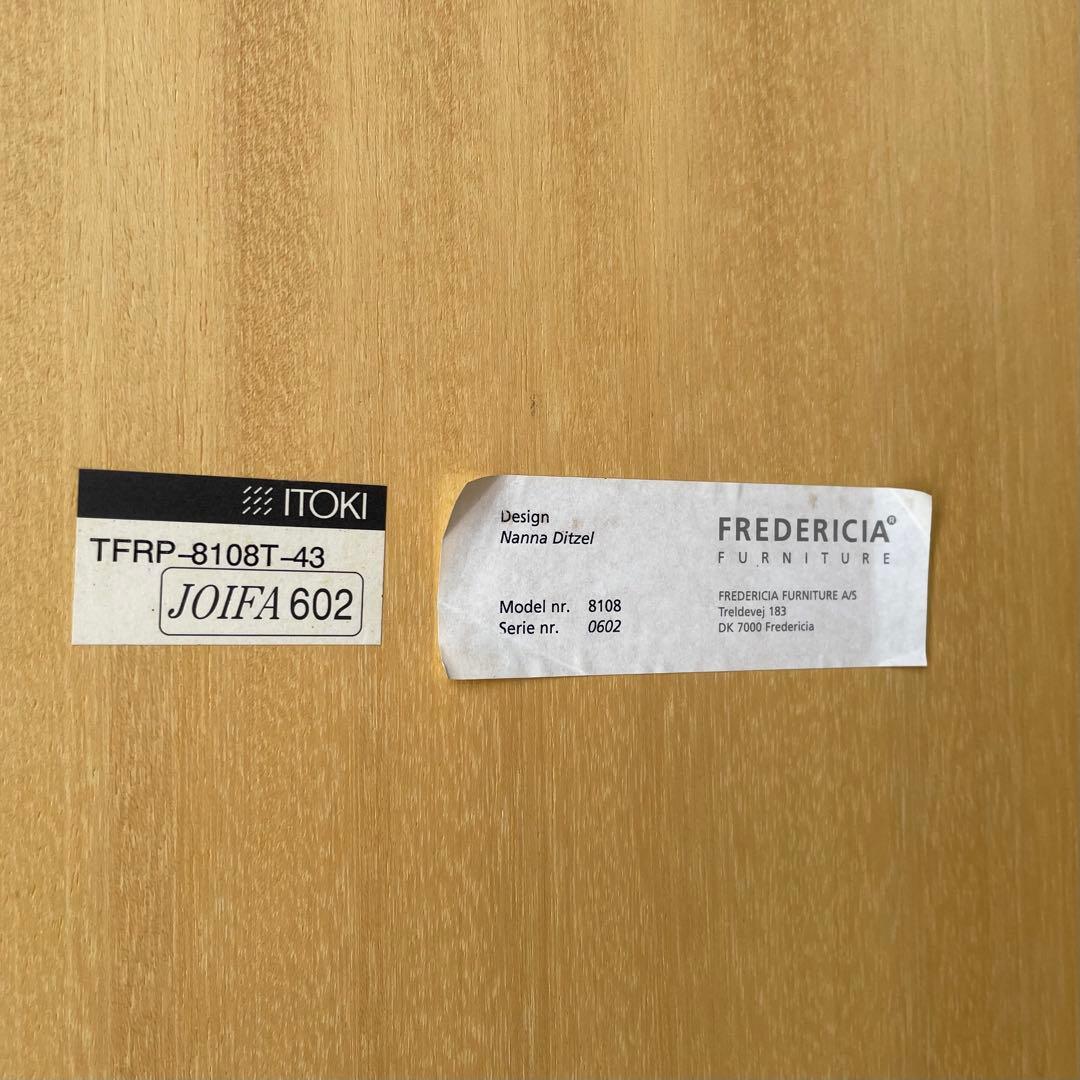 ITOKI
TFRP-8108T-43
JOIFA 602
Design
Nanna Ditzel
Model nr. 8108
Serie nr. 0602
FREDERICIA®
FURNITURE
FREDERICIA FURNITURE A/S
Treldevej 183
DK 7000 Fredericia